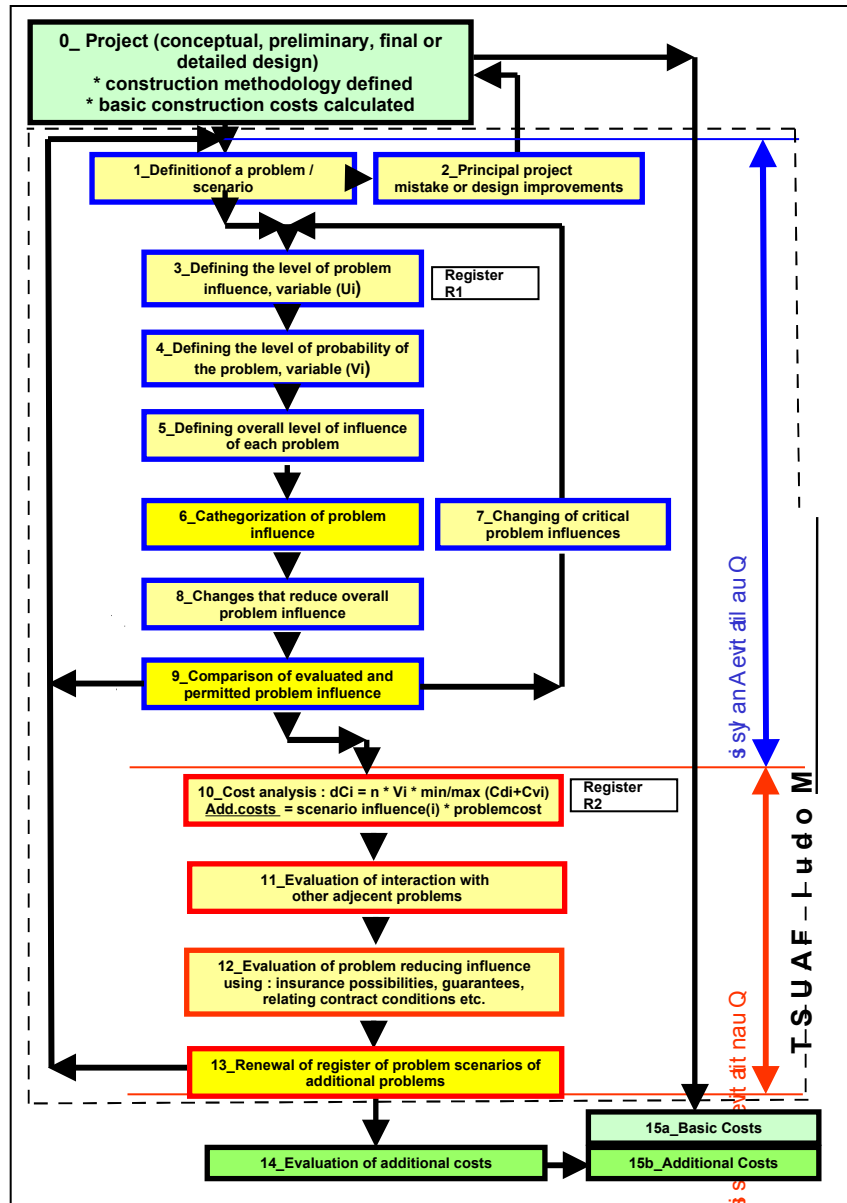 0_ Project (conceptual, preliminary, final or
detailed design)
* construction methodology defined
* basic construction costs calculated
1_Definitionof a problem /
scenario
2_Principal project
mistake or design improvements
3_Defining the level of problem
influence, variable (Ui)
Register
R1
4_Defining the level of probability of
the problem, variable (Vi)
5_Defining overall level of influence
of each problem
6_Cathegorization of problem
influence
7_Changing of critical
problem influences
8_Changes that reduce overall
problem influence
9_Comparison of evaluated and
permitted problem influence
10_Cost analysis : dCi = n * Vi * min/max (Cdi+Cvi)
Add.costs = scenario influence(i) * problemcost
Register
R2
11_Evaluation of interaction with
other adjecent problems
12_Evaluation of problem reducing influence
using : insurance possibilities, guarantees,
relating contract conditions etc.
13_Renewal of register of problem scenarios of
additional problems
14_Evaluation of additional costs
15a_Basic Costs
15b_Additional Costs